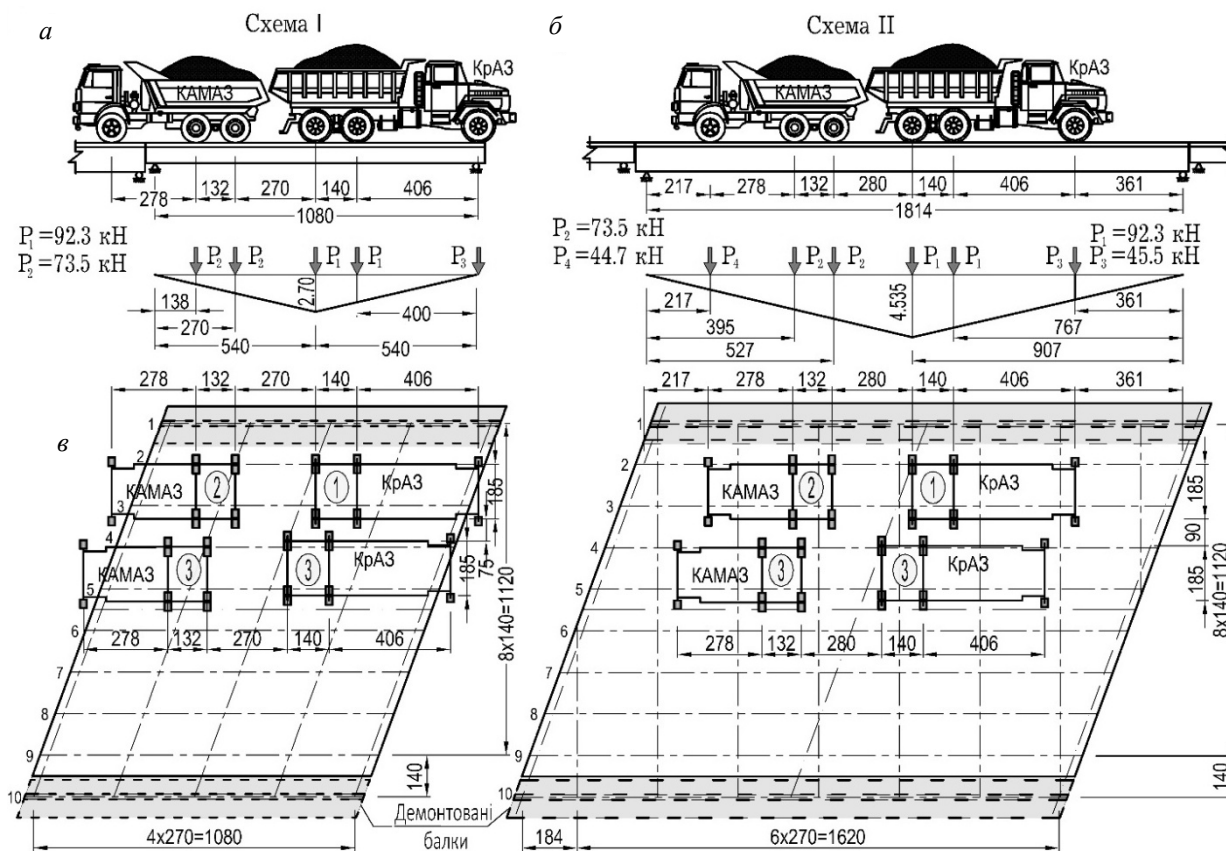 а
Схема I
КАМАЗ
КрАЗ
278
132
270
140
406
1080
P₁=92.3 кН
P₂=73.5 кН
P₂
P₂
P₁
P₁
P₃
2.70
138
400
270
540
540
278
132
270
140
406
в
1
2
3
4
5
6
7
8
9
10
КАМАЗ
2
1
КрАЗ
185
КАМАЗ
3
3
КрАЗ
185
75
278
132
270
140
406
8x140=1120
140
Демонтовані
балки
4x270=1080
б
Схема II
КАМАЗ
КрАЗ
217
278
132
280
140
406
361
1814
P₂=73.5 кН
P₄=44.7 кН
P₁=92.3 кН
P₃=45.5 кН
P₄
P₂
P₂
P₁
P₁
P₃
4.535
217
361
395
767
527
907
217
278
132
280
140
406
361
1
2
3
4
5
6
7
8
9
10
КАМАЗ
2
1
КрАЗ
185
90
КАМАЗ
3
3
КрАЗ
185
278
132
280
140
406
8x140=1120
140
184
6x270=1620